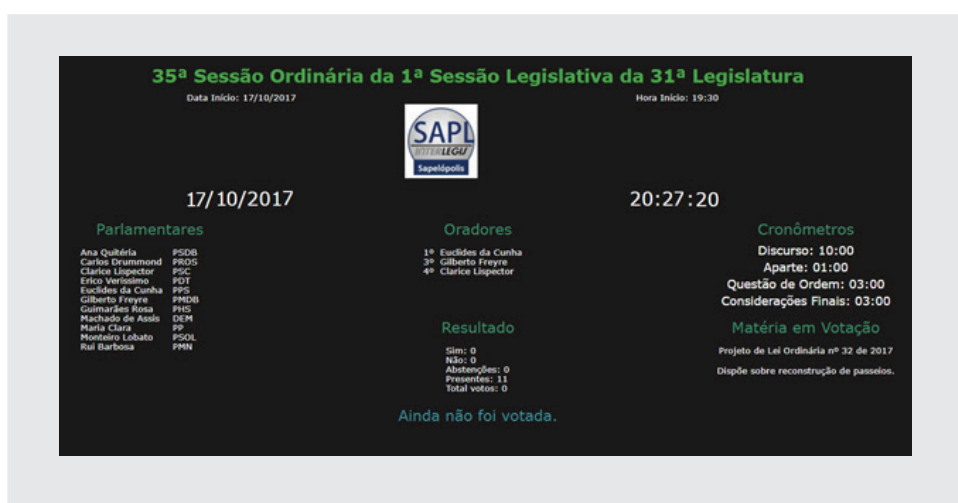 35ª Sessão Ordinária da 1ª Sessão Legislativa da 31ª Legislatura
Data Início: 17/10/2017
Hora Início: 19:30
SAPL
INTERLEGIS
Sapelópolis
17/10/2017
20:27:20
Parlamentares
Ana Quitéria PSDB
Carlos Drummond PROS
Clarice Lispector PSC
Erico Verissimo PDT
Euclides da Cunha PPS
Gilberto Freyre PMDB
Guimarães Rosa PHS
Machado de Assis DEM
Maria Clara PP
Monteiro Lobato PSOL
Rui Barbosa PMN
Oradores
1º Euclides da Cunha
3º Gilberto Freyre
4º Clarice Lispector
Resultado
Sim: 0
Não: 0
Abstenções: 0
Presentes: 11
Total votos: 0
Cronômetros
Discurso: 10:00
Aparte: 01:00
Questão de Ordem: 03:00
Considerações Finais: 03:00
Matéria em Votação
Projeto de Lei Ordinária nº 32 de 2017
Dispõe sobre reconstrução de passeios.
Ainda não foi votada.